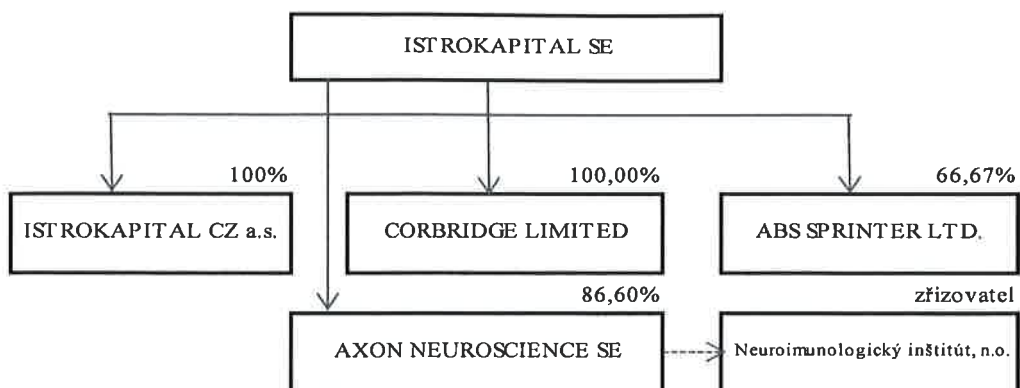 ISTROKAPITAL SE
100%
100,00%
66,67%
ISTROKAPITAL CZ a.s.
CORBRIDGE LIMITED
ABS SPRINTER LTD.
86,60%
zřizovatel
AXON NEUROSCIENCE SE
Neuroimunologický inštitút, n.o.